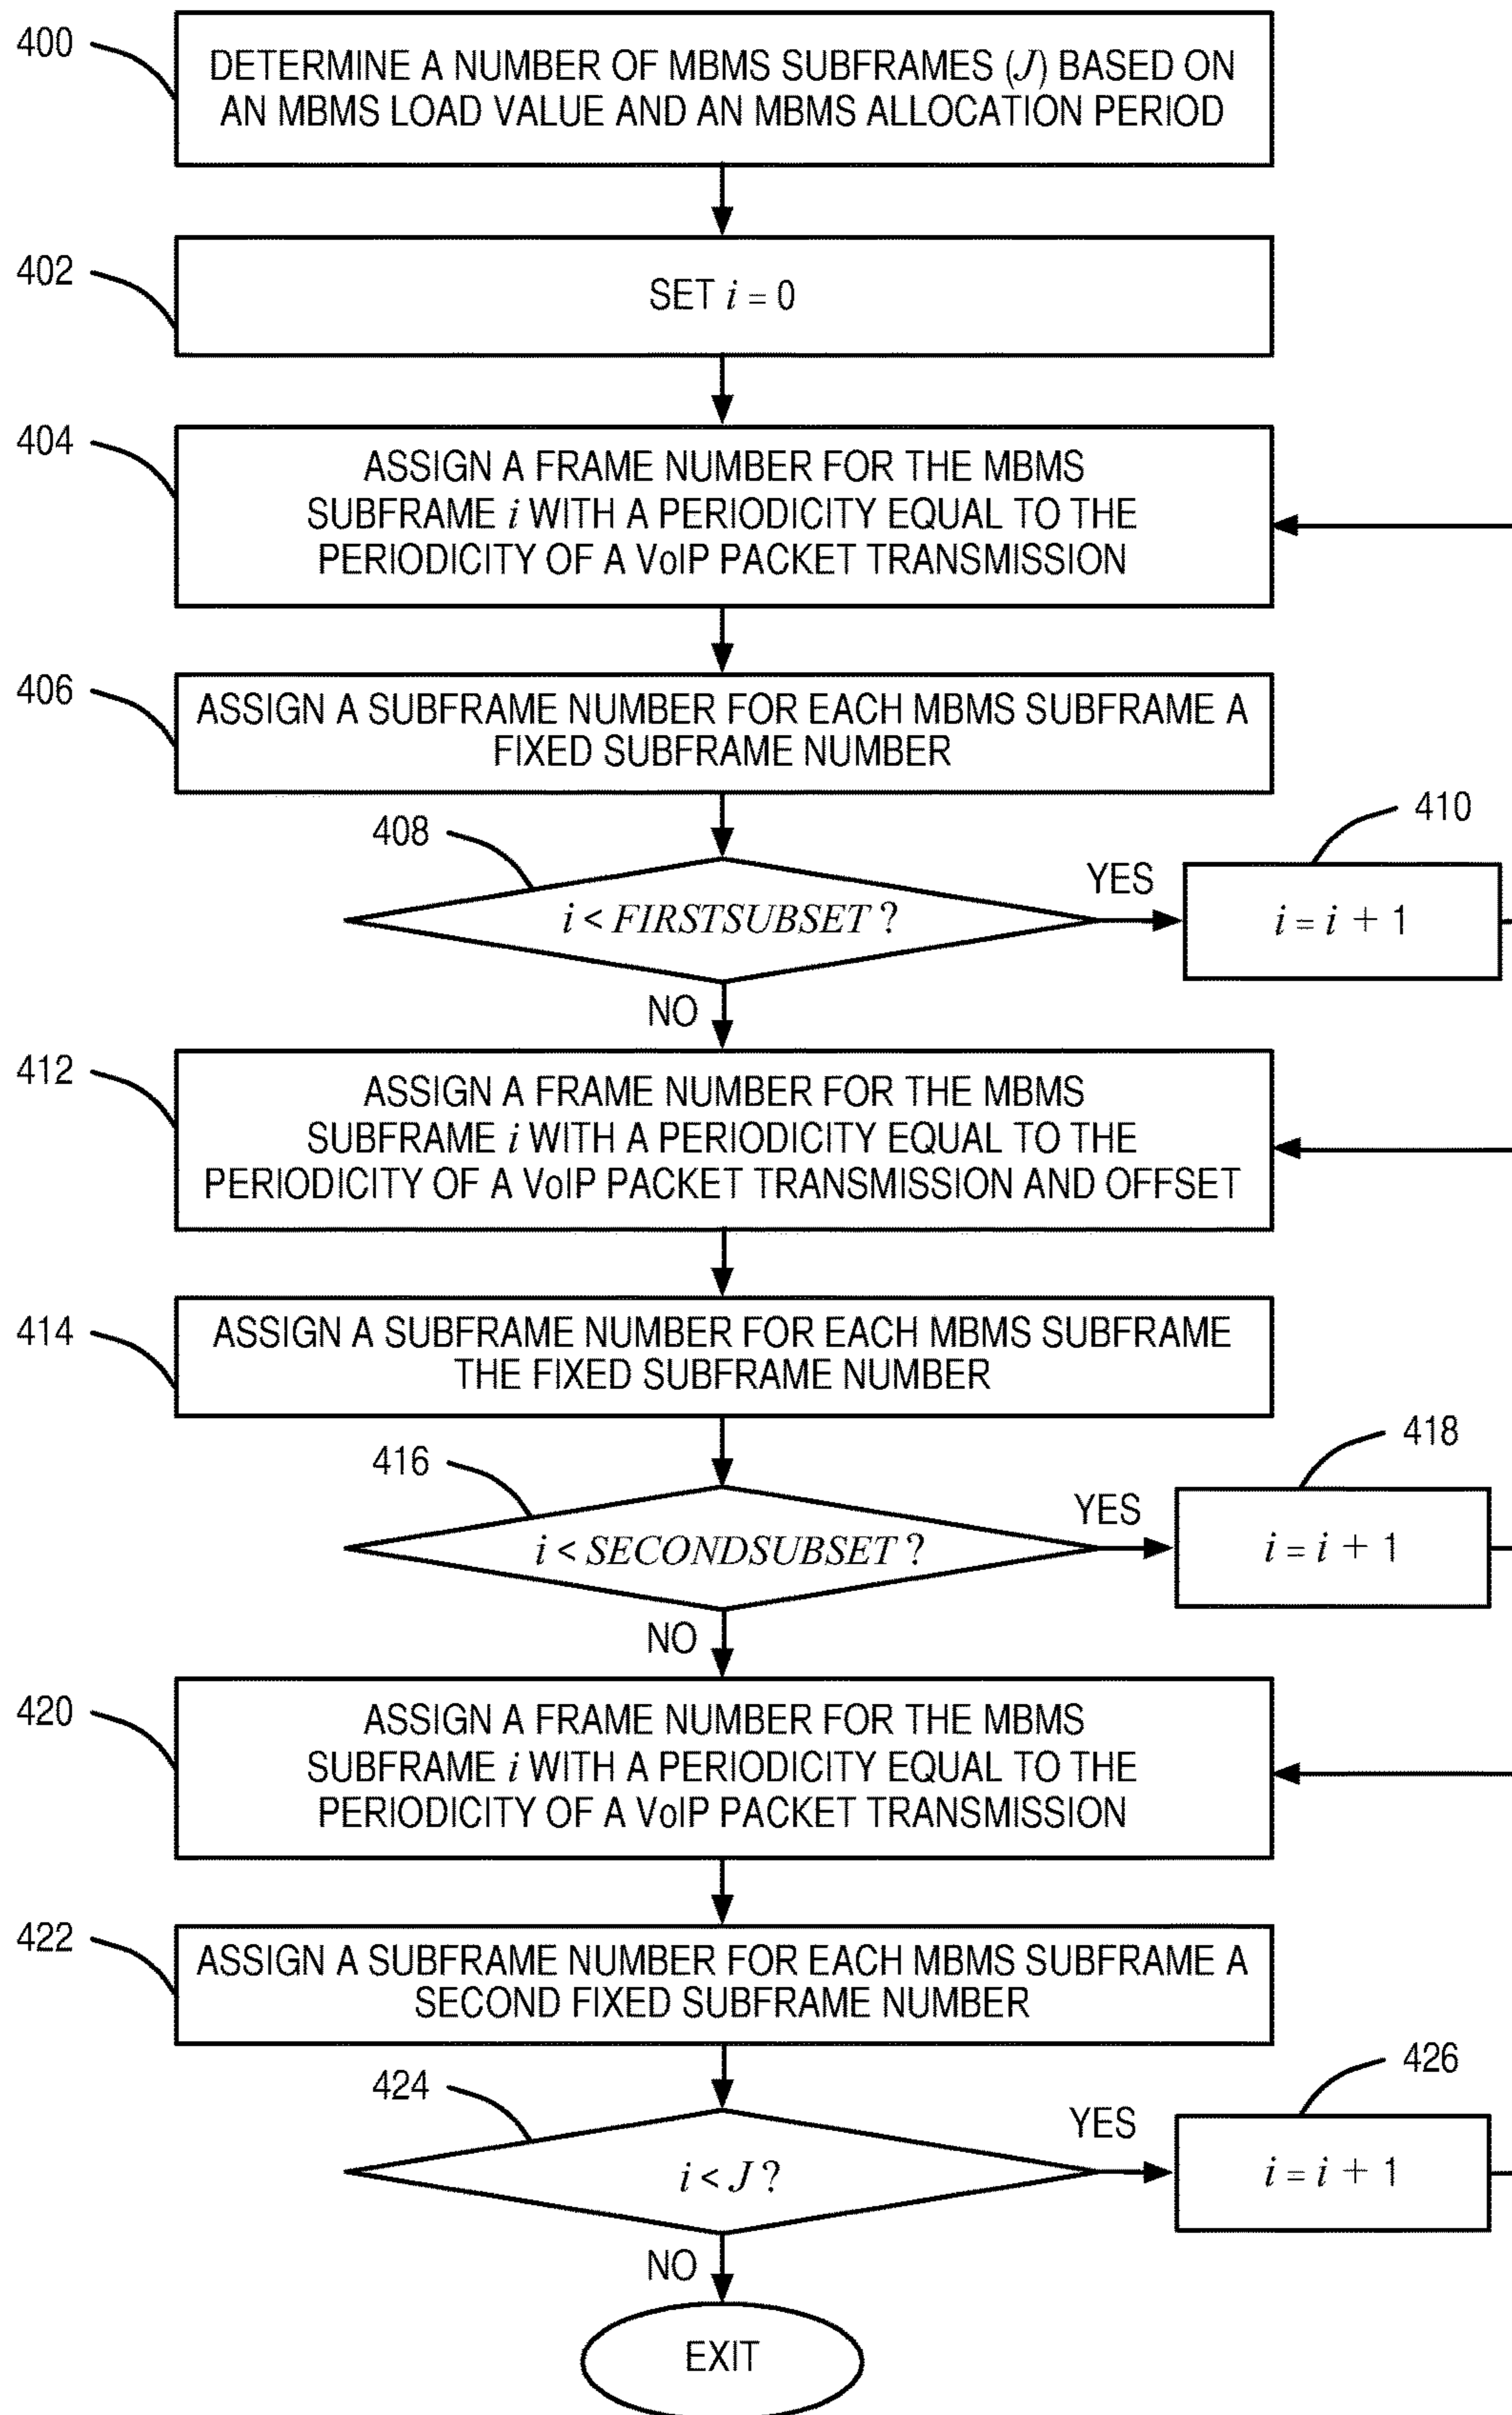 400
DETERMINE A NUMBER OF MBMS SUBFRAMES (J) BASED ON
AN MBMS LOAD VALUE AND AN MBMS ALLOCATION PERIOD
402
SET i = 0
404
ASSIGN A FRAME NUMBER FOR THE MBMS
SUBFRAME i WITH A PERIODICITY EQUAL TO THE
PERIODICITY OF A VoIP PACKET TRANSMISSION
406
ASSIGN A SUBFRAME NUMBER FOR EACH MBMS SUBFRAME A
FIXED SUBFRAME NUMBER
408
i < FIRSTSUBSET ?
YES
410
i = i + 1
NO
412
ASSIGN A FRAME NUMBER FOR THE MBMS
SUBFRAME i WITH A PERIODICITY EQUAL TO THE
PERIODICITY OF A VoIP PACKET TRANSMISSION AND OFFSET
414
ASSIGN A SUBFRAME NUMBER FOR EACH MBMS SUBFRAME
THE FIXED SUBFRAME NUMBER
416
i < SECONDSUBSET ?
YES
418
i = i + 1
NO
420
ASSIGN A FRAME NUMBER FOR THE MBMS
SUBFRAME i WITH A PERIODICITY EQUAL TO THE
PERIODICITY OF A VoIP PACKET TRANSMISSION
422
ASSIGN A SUBFRAME NUMBER FOR EACH MBMS SUBFRAME A
SECOND FIXED SUBFRAME NUMBER
424
i < J ?
YES
426
i = i + 1
NO
EXIT